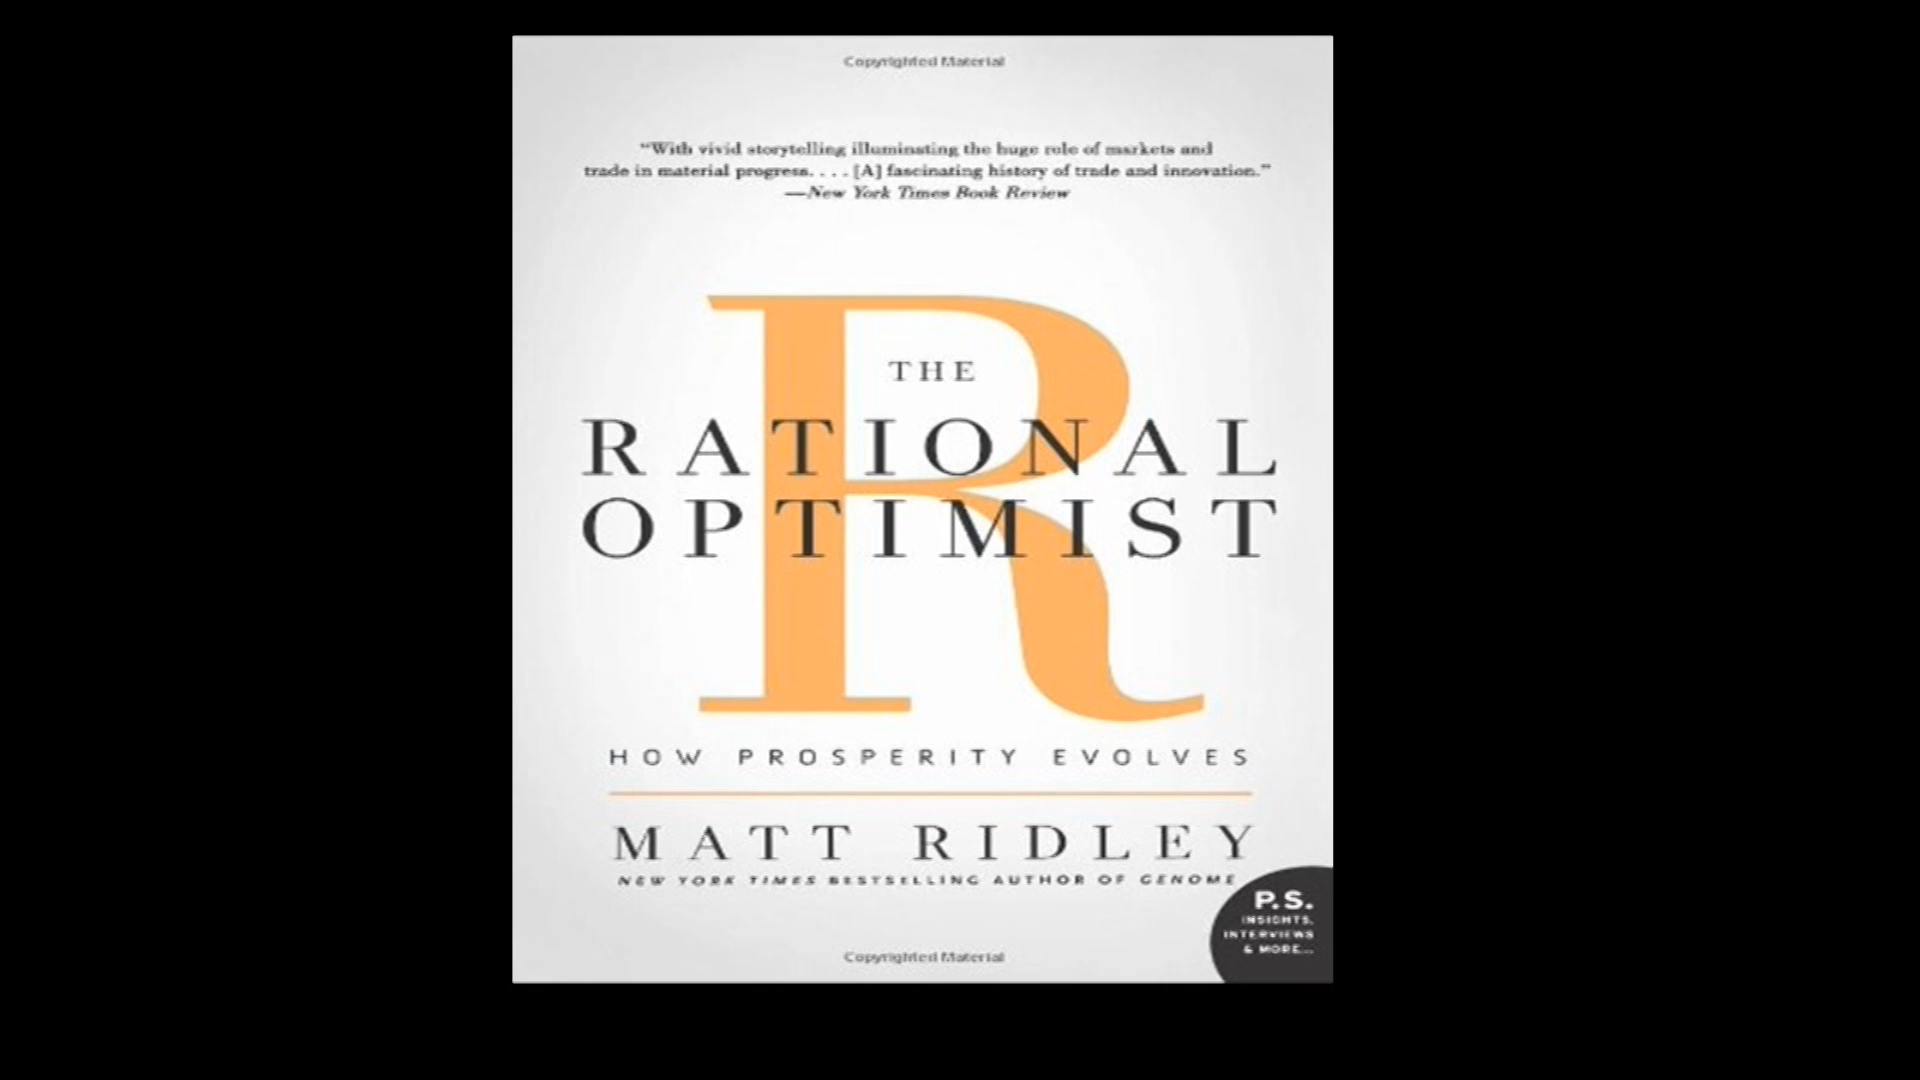 Copyrighted Material
“With vivid storytelling illuminating the huge role of markets and
trade in material progress. . . . [A] fascinating history of trade and innovation.”
—New York Times Book Review
R
THE
RATIONAL
OPTIMIST
HOW PROSPERITY EVOLVES
MATT RIDLEY
NEW YORK TIMES BESTSELLING AUTHOR OF GENOME
P.S.
INSIGHTS,
INTERVIEWS
& MORE...
Copyrighted Material